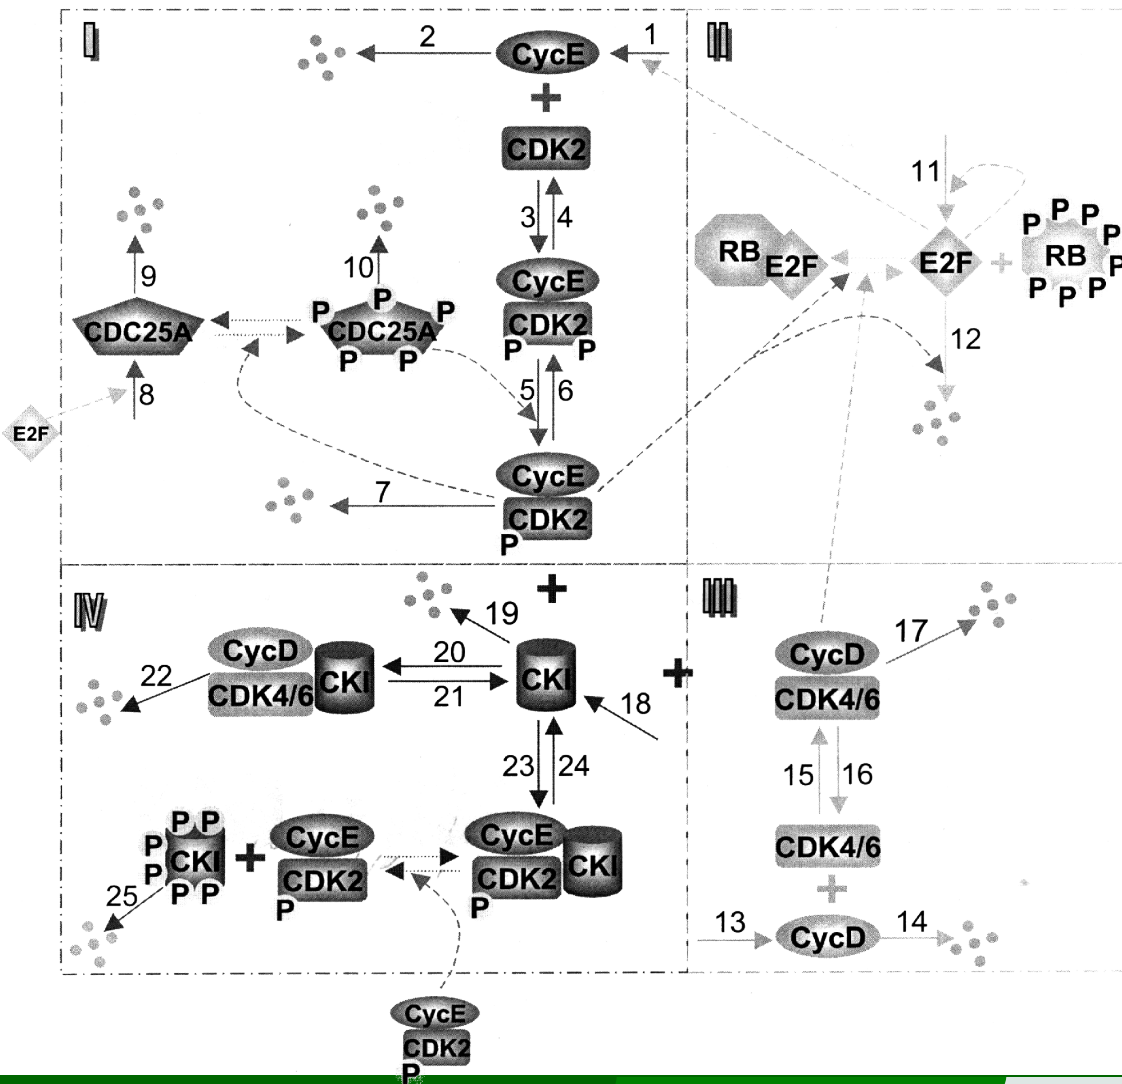 I
2
CycE
1
II
+
CDK2
11
3
4
P P P P P P P P
RB
E2F
E2F
+
RB
9
10
CycE
CDK2
P P
CDC25A
CDC25A
P P P P P
12
8
5
6
E2F
CycE
CDK2
P
7
IV
+
19
III
17
CycD
CDK4/6
CKI
20
21
CKI
+
CycD
CDK4/6
22
18
23
24
15
16
P P P P P P
CKI
+
CycE
CDK2
P
CycE
CDK2
P
CKI
CDK4/6
+
25
13
CycD
14
CycE
CDK2
P